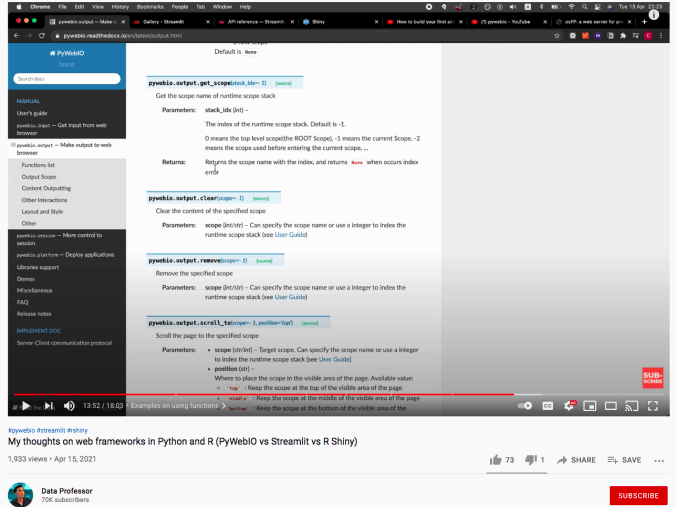 Chrome File Edit View History Bookmarks People Tab Window Help
Tue 13 Apr 22:23
pywebio.output — Make out
Gallery - Streamlit
API reference — Streamlit
Shiny
How to build your first
(1) pywebio - YouTube
pywebio.readthedocs.io/en/latest/output.html
PyWebIO
latest
Search docs
MANUAL
User's guide
pywebio.input — Get input from web
browser
pywebio.output — Make output to web
browser
Functions list
Output Scope
Content Outputting
Other Interactions
Layout and Style
Other
pywebio.session — More control to
session
pywebio.platform — Deploy applications
Libraries support
Demos
Miscellaneous
FAQ
Release notes
IMPLEMENT DOC
Server-Client communication protocol
Default is None
pywebio.output.get_scope(stack_idx=- 1) [source]
Get the scope name of runtime scope stack
Parameters: stack_idx (int) –
The index of the runtime scope stack. Default is -1.
0 means the top level scope(the ROOT Scope), -1 means the current Scope, -2
means the scope used before entering the current scope, ...
Returns: Returns the scope name with the index, and returns None when occurs index
error
pywebio.output.clear(scope=- 1) [source]
Clear the content of the specified scope
Parameters: scope (int/str) – Can specify the scope name or use a integer to index the
runtime scope stack (see User Guide)
pywebio.output.remove(scope=- 1) [source]
Remove the specified scope
Parameters: scope (int/str) – Can specify the scope name or use a integer to index the
runtime scope stack (see User Guide)
pywebio.output.scroll_to(scope=- 1, position='top') [source]
Scroll the page to the specified scope
Parameters: • scope (str/int) – Target scope. Can specify the scope name or use a integer
to index the runtime scope stack (see User Guide)
• position (str) –
Where to place the scope in the visible area of the page. Available value:
'top' : Keep the scope at the top of the visible area of the page
'middle' : Keep the scope at the middle of the visible area of the page
'bottom' : Keep the scope at the bottom of the visible area of the
SUB-
SCRIBE
13:52 / 18:03 • Examples on using functions >
CC
#pywebio #streamlit #rshiny
My thoughts on web frameworks in Python and R (PyWebIO vs Streamlit vs R Shiny)
1,933 views • Apr 15, 2021
73 1 SHARE SAVE ...
Data Professor
70K subscribers
SUBSCRIBE